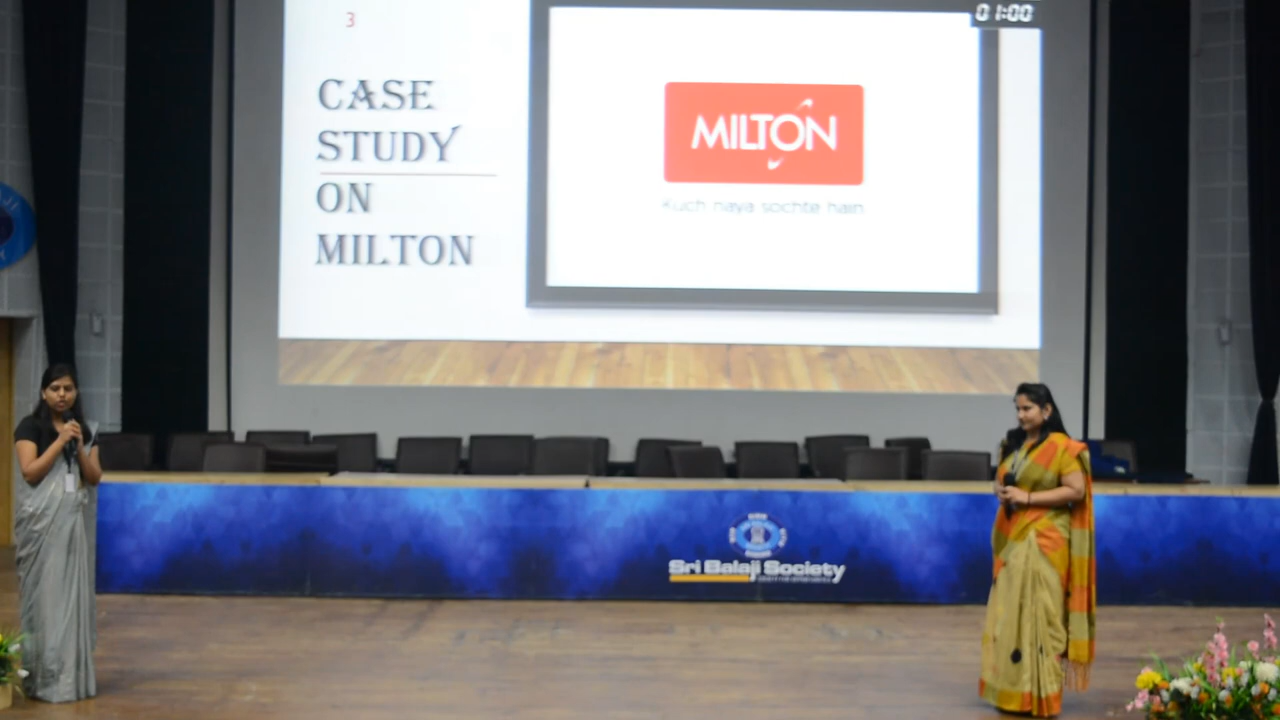 3
01:00
CASE
STUDY
ON
MILTON
MILTON
Kuch naya sochte hain
Sri Balaji Society